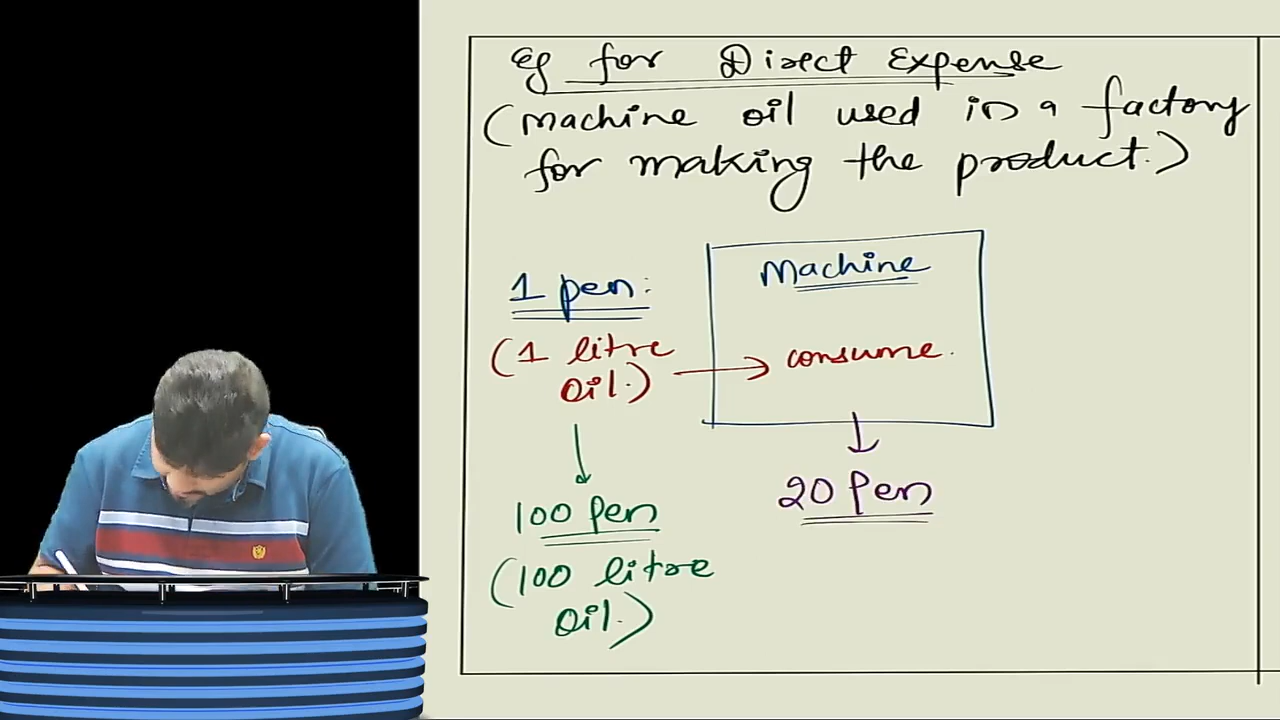 eg for Direct Expense
(Machine oil used in a factory
for making the product.)
1 pen:
(1 litre
oil.)
100 Pen
(100 litre
oil.)
Machine
consume.
20 Pen